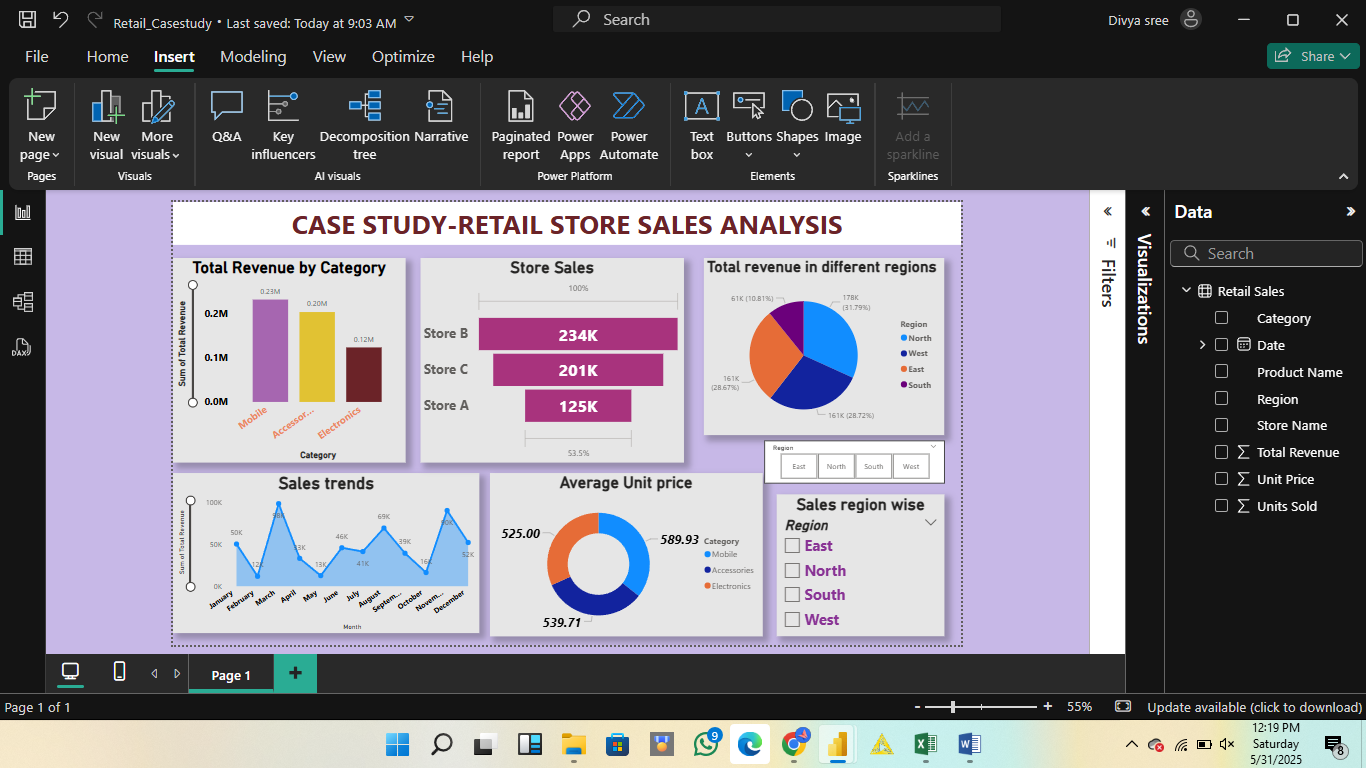 Retail_Casestudy • Last saved: Today at 9:03 AM
Search
Divya sree
File Home Insert Modeling View Optimize Help
Share
New page
New visual
More visuals
Q&A
Key influencers
Decomposition tree
Narrative
Paginated report
Power Apps
Power Automate
Text box
Buttons
Shapes
Image
Add a sparkline
Pages
Visuals
AI visuals
Power Platform
Elements
Sparklines
CASE STUDY-RETAIL STORE SALES ANALYSIS
Total Revenue by Category
Sum of Total Revenue
0.2M
0.1M
0.0M
0.23M
0.20M
0.12M
Mobile
Accessor...
Electronics
Category
Store Sales
100%
Store B 234K
Store C 201K
Store A 125K
53.5%
Total revenue in different regions
61K (10.81%)
178K
(31.79%)
161K
(28.67%)
161K (28.72%)
Region
North
West
East
South
Region
East North South West
Sales trends
Sum of Total Revenue
100K
50K
0K
50K
12K
98K
33K
13K
46K
41K
69K
39K
16K
90K
52K
January
February
March
April
May
June
July
August
Septem...
October
Novem...
December
Month
Average Unit price
525.00
589.93
539.71
Category
Mobile
Accessories
Electronics
Sales region wise
Region
East
North
South
West
Filters
Visualizations
Data
Search
Retail Sales
Category
Date
Product Name
Region
Store Name
Total Revenue
Unit Price
Units Sold
DAX
Page 1
Page 1 of 1
55%
Update available (click to download)
9
12:19 PM
Saturday
5/31/2025
8